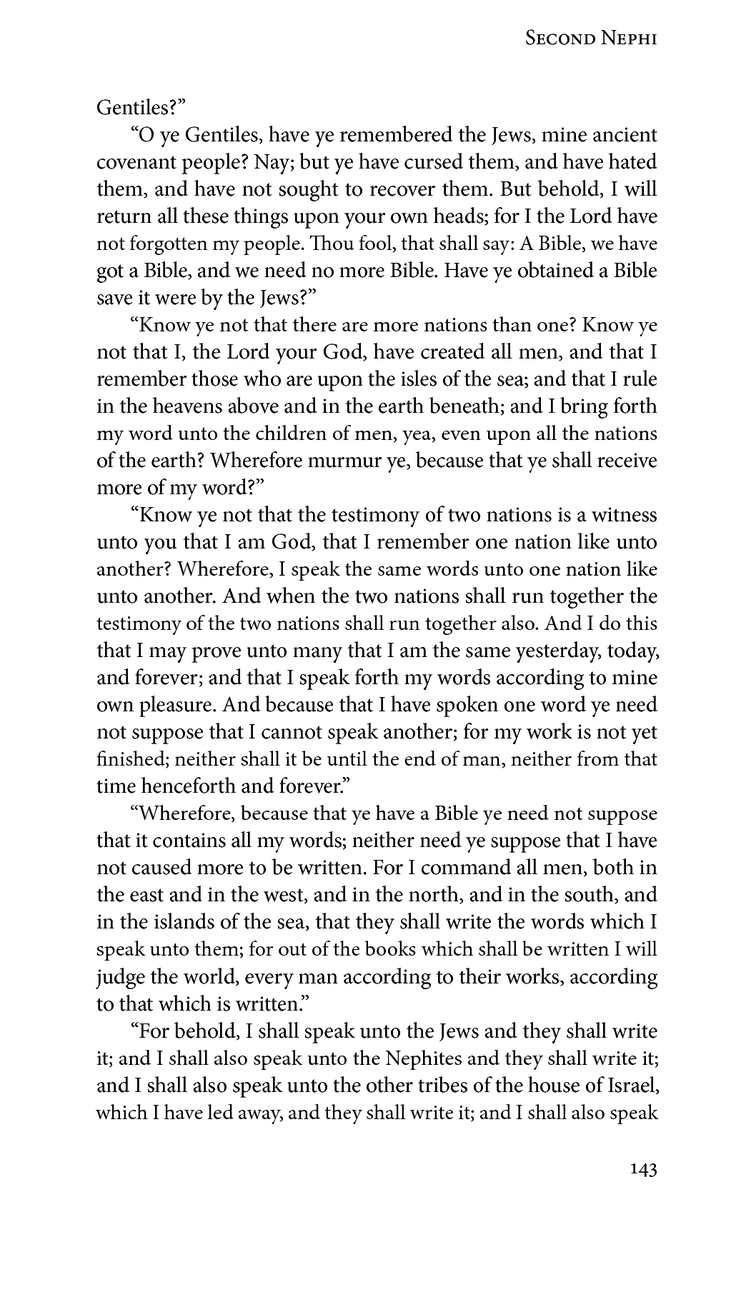 Second Nephi
Gentiles?”
“O ye Gentiles, have ye remembered the Jews, mine ancient
covenant people? Nay; but ye have cursed them, and have hated
them, and have not sought to recover them. But behold, I will
return all these things upon your own heads; for I the Lord have
not forgotten my people. Thou fool, that shall say: A Bible, we have
got a Bible, and we need no more Bible. Have ye obtained a Bible
save it were by the Jews?”
“Know ye not that there are more nations than one? Know ye
not that I, the Lord your God, have created all men, and that I
remember those who are upon the isles of the sea; and that I rule
in the heavens above and in the earth beneath; and I bring forth
my word unto the children of men, yea, even upon all the nations
of the earth? Wherefore murmur ye, because that ye shall receive
more of my word?”
“Know ye not that the testimony of two nations is a witness
unto you that I am God, that I remember one nation like unto
another? Wherefore, I speak the same words unto one nation like
unto another. And when the two nations shall run together the
testimony of the two nations shall run together also. And I do this
that I may prove unto many that I am the same yesterday, today,
and forever; and that I speak forth my words according to mine
own pleasure. And because that I have spoken one word ye need
not suppose that I cannot speak another; for my work is not yet
finished; neither shall it be until the end of man, neither from that
time henceforth and forever.”
“Wherefore, because that ye have a Bible ye need not suppose
that it contains all my words; neither need ye suppose that I have
not caused more to be written. For I command all men, both in
the east and in the west, and in the north, and in the south, and
in the islands of the sea, that they shall write the words which I
speak unto them; for out of the books which shall be written I will
judge the world, every man according to their works, according
to that which is written.”
“For behold, I shall speak unto the Jews and they shall write
it; and I shall also speak unto the Nephites and they shall write it;
and I shall also speak unto the other tribes of the house of Israel,
which I have led away, and they shall write it; and I shall also speak
143